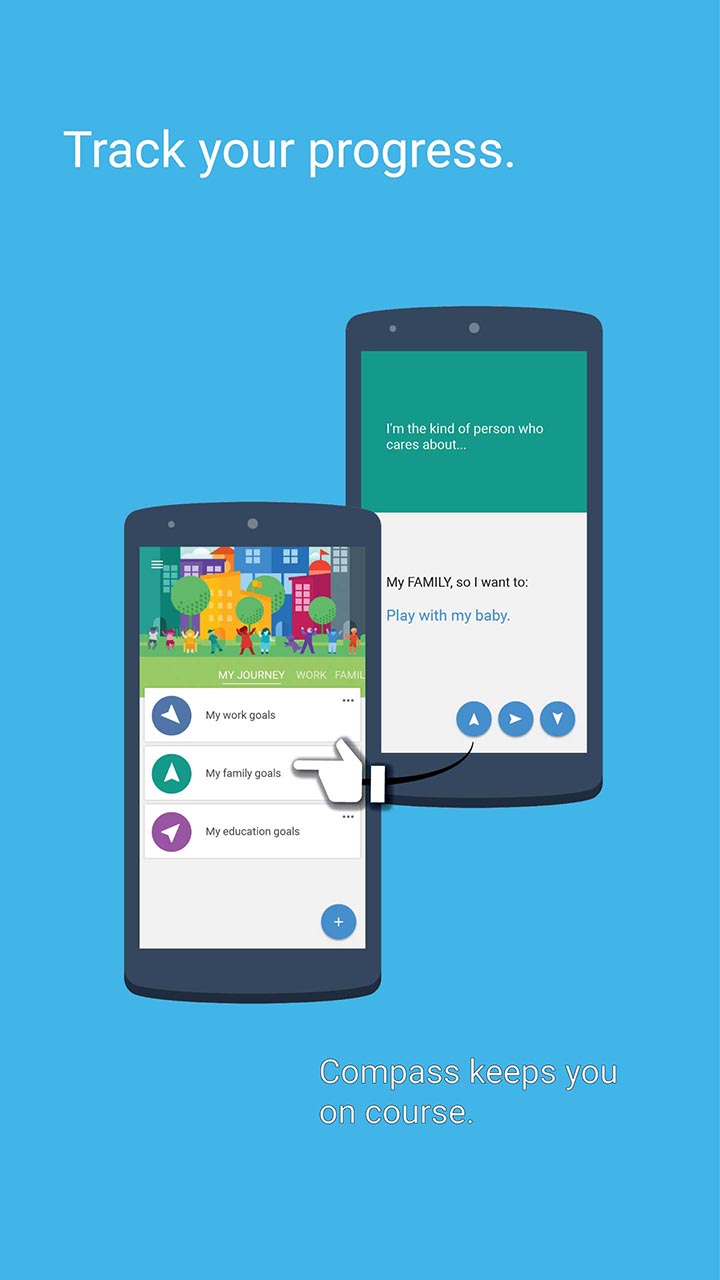 Track your progress.
I'm the kind of person who
cares about...
My FAMILY, so I want to:
Play with my baby.
MY JOURNEY WORK FAMIL
My work goals
My family goals
My education goals
Compass keeps you
on course.